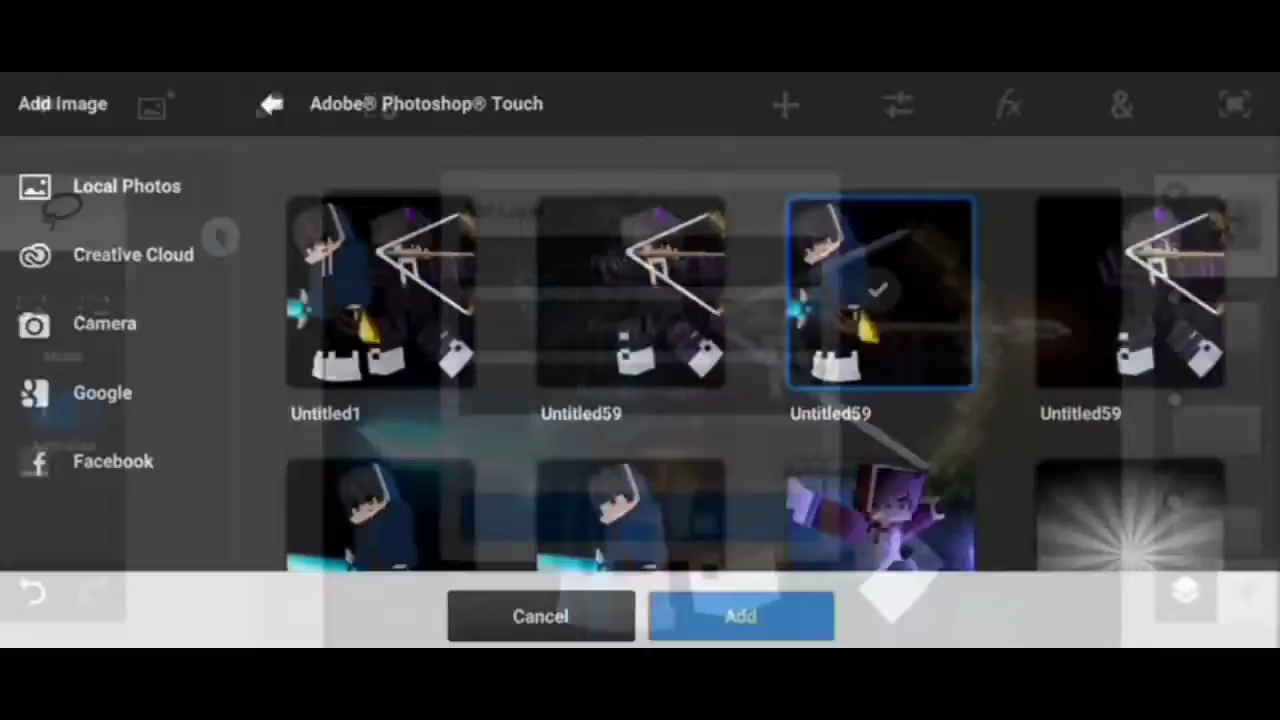 Add Image
Adobe® Photoshop® Touch
Local Photos
Creative Cloud
Camera
Google
Facebook
Untitled1
Untitled59
Untitled59
Untitled59
Cancel
Add